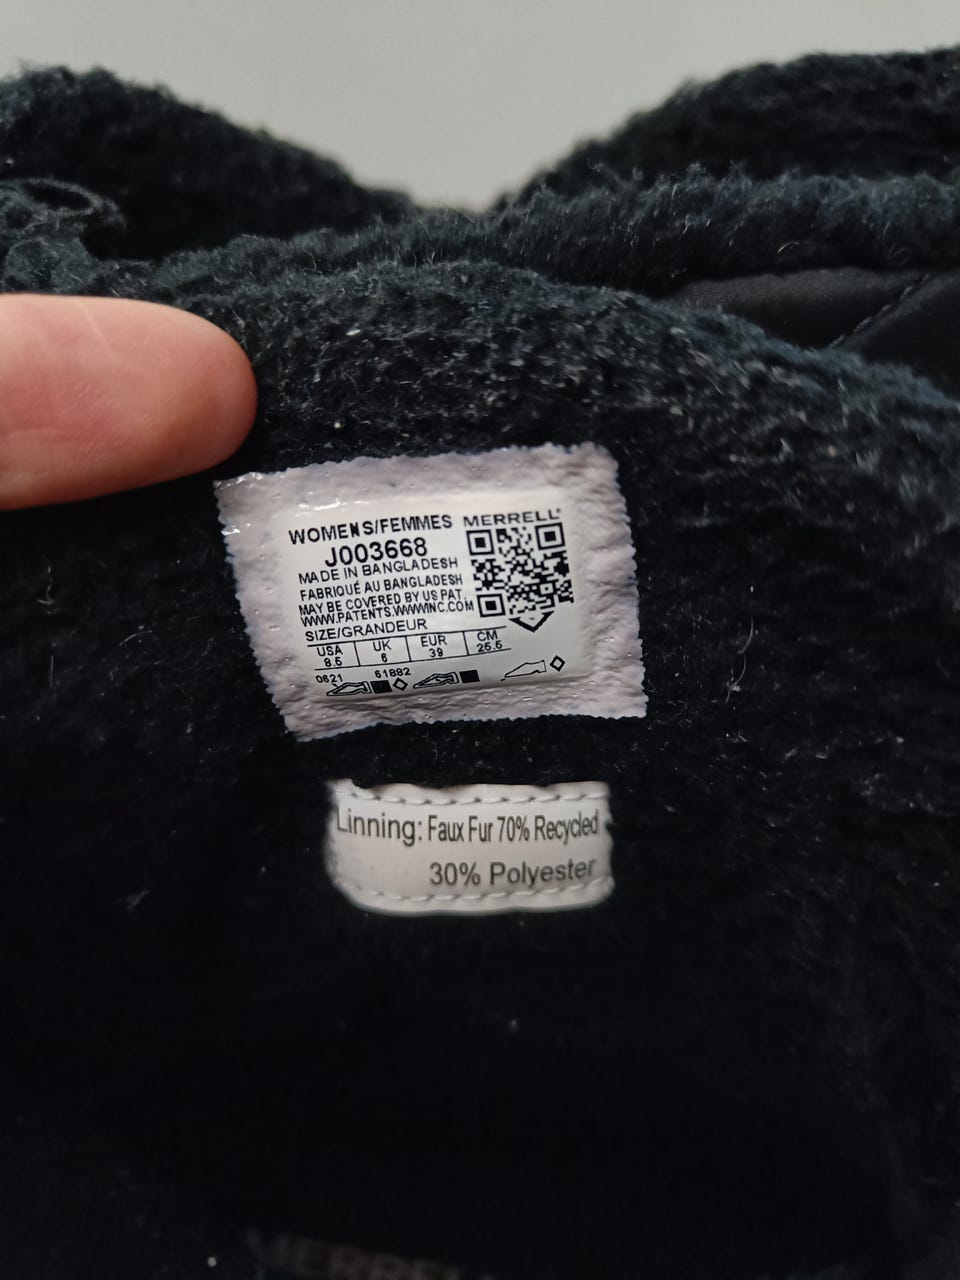 WOMENS/FEMMES
MERRELL
J003668
MADE IN BANGLADESH
FABRIQUÉ AU BANGLADESH
MAY BE COVERED BY US PAT.
WWW.PATENTS.WWWINC.COM
SIZE/GRANDEUR
USA UK EUR CM
8.5 6 39 25.5
0821 61882
Linning: Faux Fur 70% Recycled
30% Polyester
MERRELL